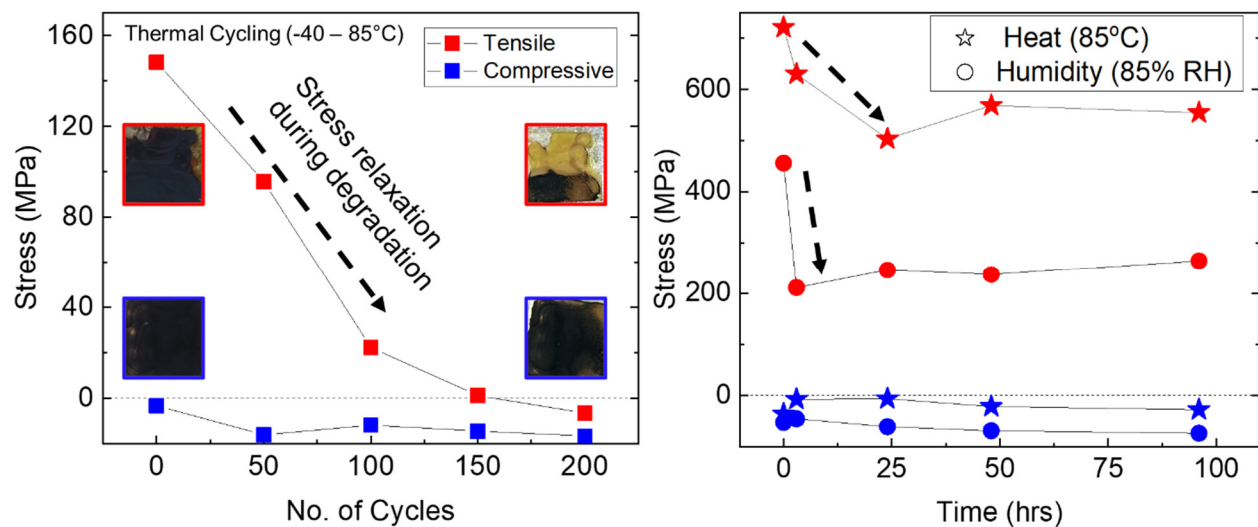 Thermal Cycling (-40 – 85°C)
Tensile
Compressive
Stress relaxation
during degradation
160
120
80
40
0
0
50
100
150
200
Stress (MPa)
No. of Cycles
Heat (85°C)
Humidity (85% RH)
600
400
200
0
0
25
50
75
100
Stress (MPa)
Time (hrs)